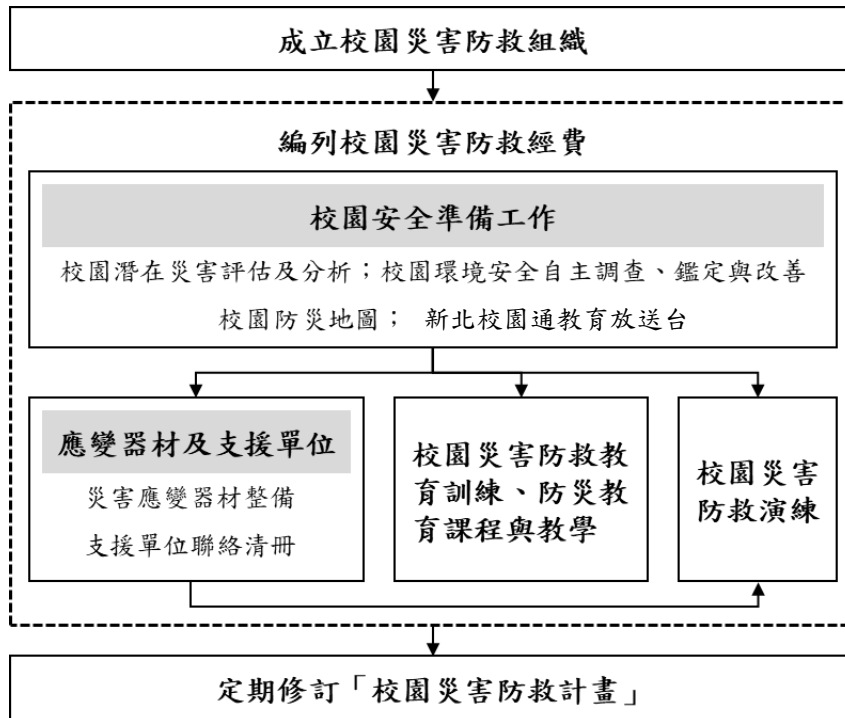 成立校園災害防救組織
編列校園災害防救經費
校園安全準備工作
校園潛在災害評估及分析；校園環境安全自主調查、鑑定與改善
校園防災地圖； 新北校園通教育放送台
應變器材及支援單位
災害應變器材整備
支援單位聯絡清冊
校園災害防救教
育訓練、防災教
育課程與教學
校園災害
防救演練
定期修訂「校園災害防救計畫」